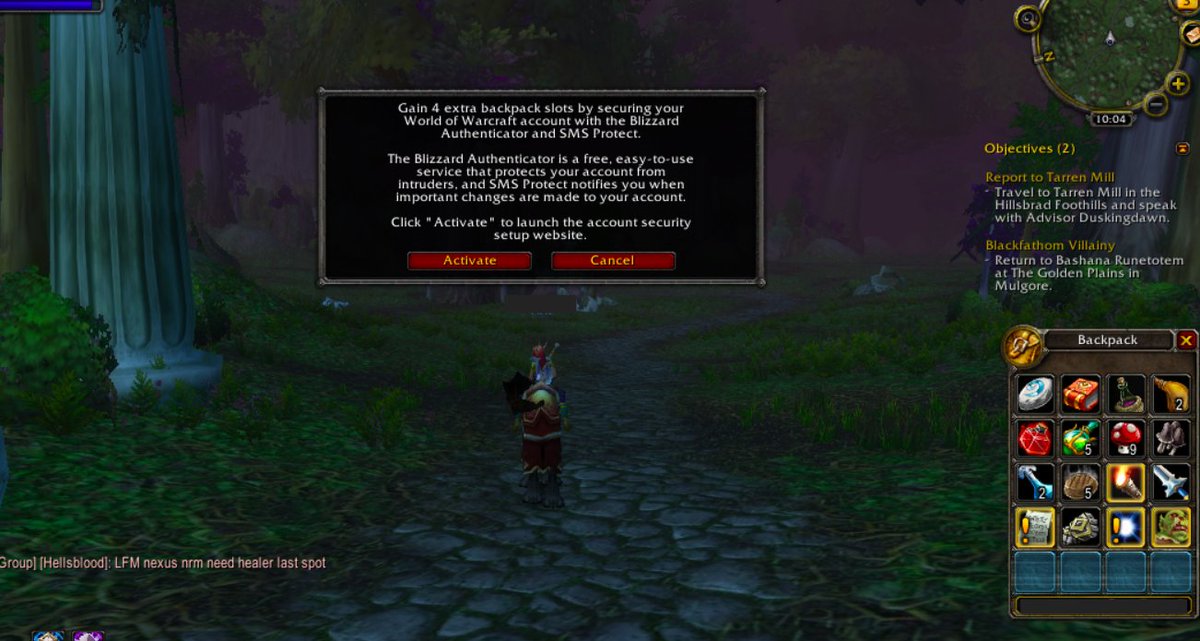 Gain 4 extra backpack slots by securing your
World of Warcraft account with the Blizzard
Authenticator and SMS Protect.
The Blizzard Authenticator is a free, easy-to-use
service that protects your account from
intruders, and SMS Protect notifies you when
important changes are made to your account.
Click "Activate" to launch the account security
setup website.
Activate
Cancel
3
Z
10:04
Objectives (2)
Report to Tarren Mill
- Travel to Tarren Mill in the
Hillsbrad Foothills and speak
with Advisor Duskingdawn.
Blackfathom Villainy
- Return to Bashana Runetotem
at The Golden Plains in
Mulgore.
Backpack
2
5
9
2
5
Group] [Hellsblood]: LFM nexus nrm need healer last spot